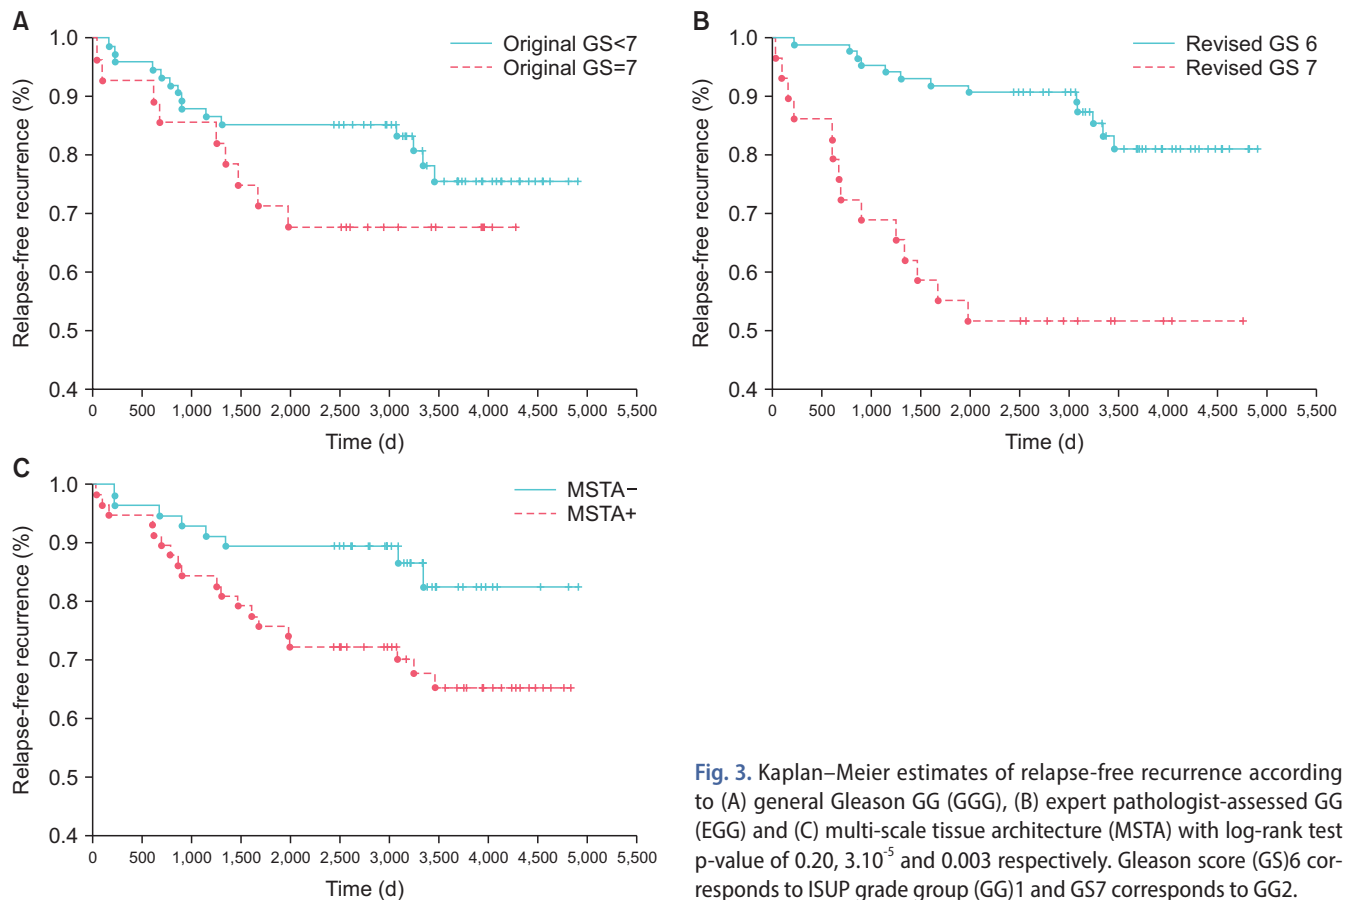 A
1.0
0.9
0.8
0.7
0.6
0.5
0.4
Relapse-free recurrence (%)
Original GS<7
Original GS=7
0 500 1,000 1,500 2,000 2,500 3,000 3,500 4,000 4,500 5,000 5,500
Time (d)
B
1.0
0.9
0.8
0.7
0.6
0.5
0.4
Relapse-free recurrence (%)
Revised GS 6
Revised GS 7
0 500 1,000 1,500 2,000 2,500 3,000 3,500 4,000 4,500 5,000 5,500
Time (d)
C
1.0
0.9
0.8
0.7
0.6
0.5
0.4
Relapse-free recurrence (%)
MSTA−
MSTA+
0 500 1,000 1,500 2,000 2,500 3,000 3,500 4,000 4,500 5,000 5,500
Time (d)
Fig. 3. Kaplan–Meier estimates of relapse-free recurrence according
to (A) general Gleason GG (GGG), (B) expert pathologist-assessed GG
(EGG) and (C) multi-scale tissue architecture (MSTA) with log-rank test
p-value of 0.20, 3.10⁻⁵ and 0.003 respectively. Gleason score (GS)6 cor-
responds to ISUP grade group (GG)1 and GS7 corresponds to GG2.